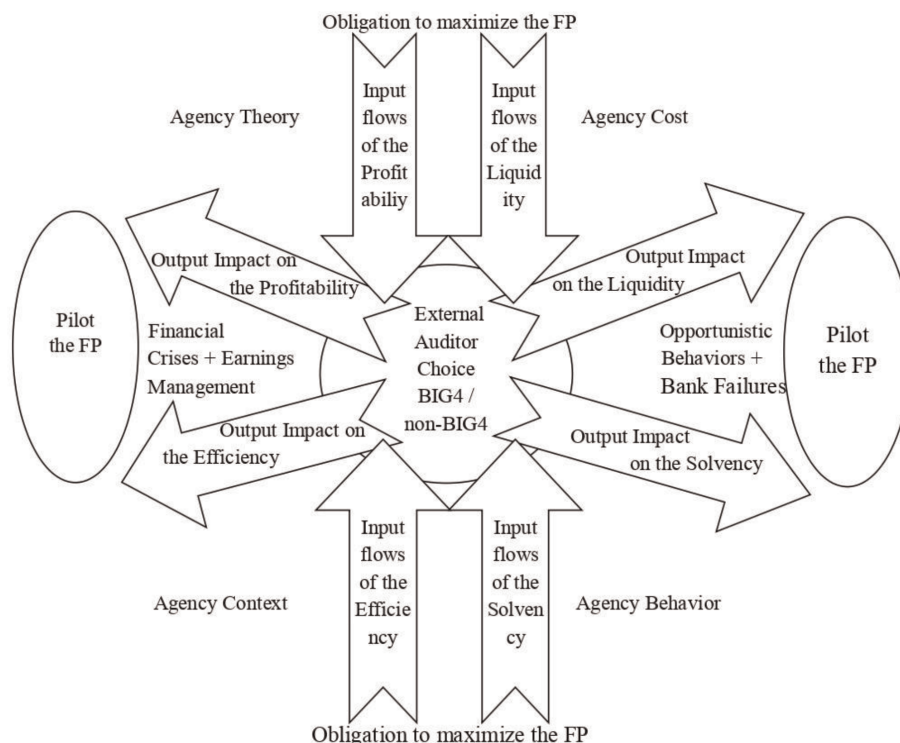 Obligation to maximize the FP
Agency Theory
Input
flows
of the
Profit
abiliy
Input
flows
of the
Liquid
ity
Agency Cost
Output Impact on
the Profitability
Output Impact
on the Liquidity
Pilot
the FP
Financial
Crises + Earnings
Management
External
Auditor
Choice
BIG4 /
non-BIG4
Opportunistic
Behaviors +
Bank Failures
Pilot
the FP
Output Impact on
the Efficiency
Output Impact
on the Solvency
Agency Context
Input
flows
of the
Efficie
ncy
Input
flows
of the
Solven
cy
Agency Behavior
Obligation to maximize the FP